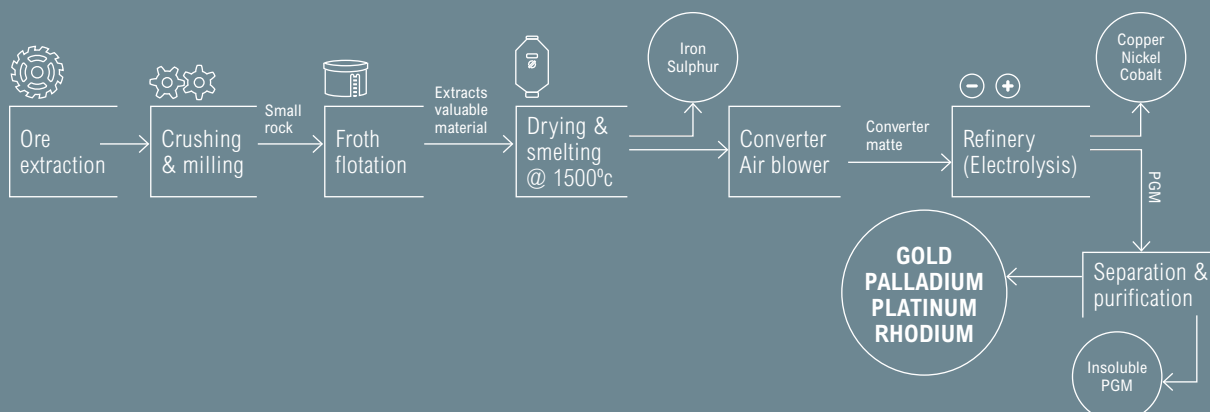 Ore
extraction
Crushing
& milling
Small
rock
Froth
flotation
Extracts
valuable
material
Drying &
smelting
@ 1500ºc
Iron
Sulphur
Converter
Air blower
Converter
matte
Refinery
(Electrolysis)
Copper
Nickel
Cobalt
PGM
Separation &
purification
GOLD
PALLADIUM
PLATINUM
RHODIUM
Insoluble
PGM